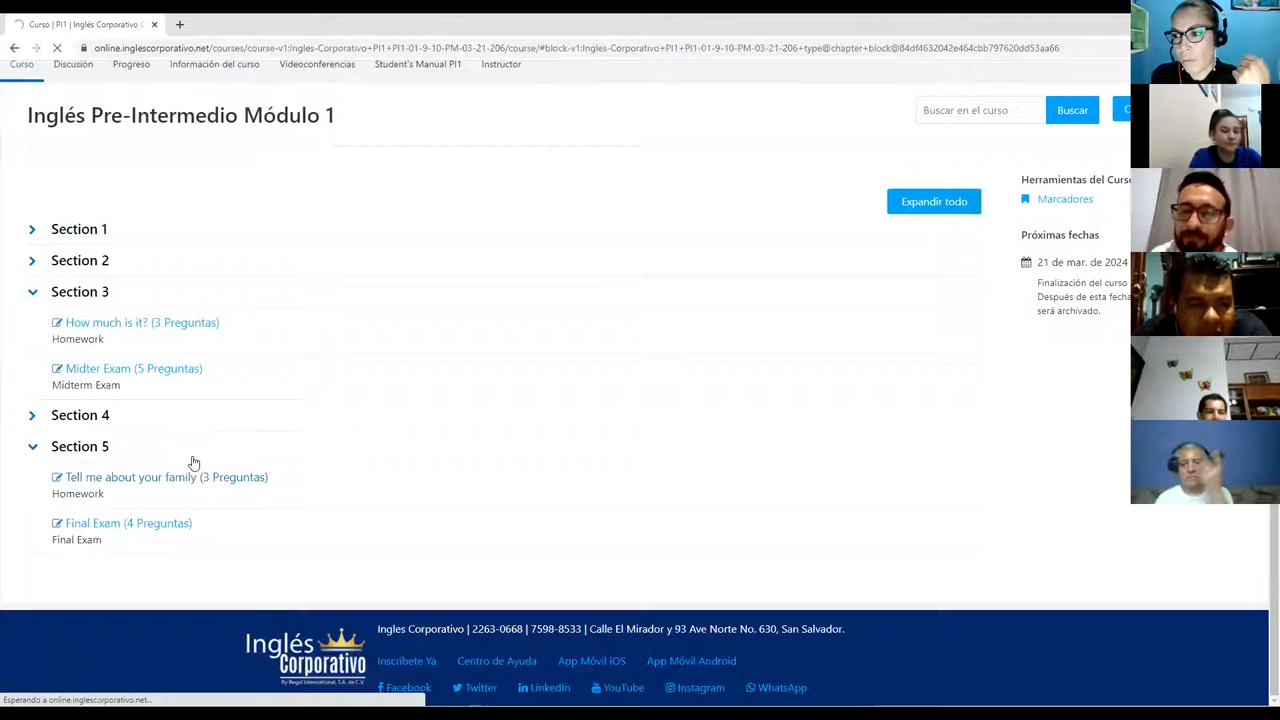 Curso | PI1 | Inglés Corporativo
online.inglescorporativo.net/courses/course-v1:Ingles-Corporativo+PI1+PI1-01-9-10-PM-03-21-206/course/#block-v1:Ingles-Corporativo+PI1+PI1-01-9-10-PM-03-21-206+type@chapter+block@84df4632042e464cbb797620dd53aa66
Curso Discusión Progreso Información del curso Videoconferencias Student's Manual PI1 Instructor
Inglés Pre-Intermedio Módulo 1
Buscar en el curso
Buscar
Expandir todo
Herramientas del Curs
Marcadores
Próximas fechas
21 de mar. de 2024
Finalización del curso
Después de esta fecha
será archivado.
Section 1
Section 2
Section 3
How much is it? (3 Preguntas)
Homework
Midter Exam (5 Preguntas)
Midterm Exam
Section 4
Section 5
Tell me about your family (3 Preguntas)
Homework
Final Exam (4 Preguntas)
Final Exam
Inglés
Corporativo
By Regal International, S.A. de C.V.
Ingles Corporativo | 2263-0668 | 7598-8533 | Calle El Mirador y 93 Ave Norte No. 630, San Salvador.
Inscríbete Ya Centro de Ayuda App Móvil iOS App Móvil Android
Facebook Twitter LinkedIn YouTube Instagram WhatsApp
Esperando a online.inglescorporativo.net...